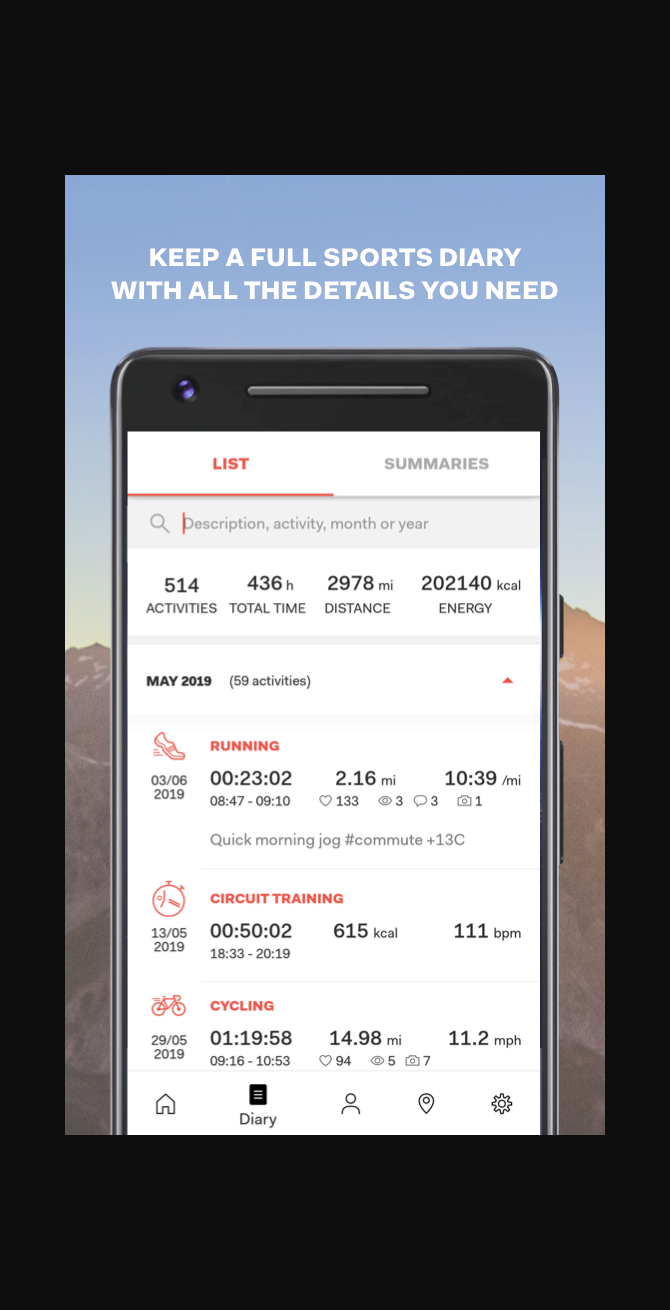 KEEP A FULL SPORTS DIARY
WITH ALL THE DETAILS YOU NEED
LIST SUMMARIES
Description, activity, month or year
514 436 h 2978 mi 202140 kcal
ACTIVITIES TOTAL TIME DISTANCE ENERGY
MAY 2019 (59 activities)
RUNNING
03/06 2019 00:23:02 2.16 mi 10:39 /mi
08:47 - 09:10 133 3 3 1
Quick morning jog #commute +13C
CIRCUIT TRAINING
13/05 2019 00:50:02 615 kcal 111 bpm
18:33 - 20:19
CYCLING
29/05 2019 01:19:58 14.98 mi 11.2 mph
09:16 - 10:53 94 5 7
Diary